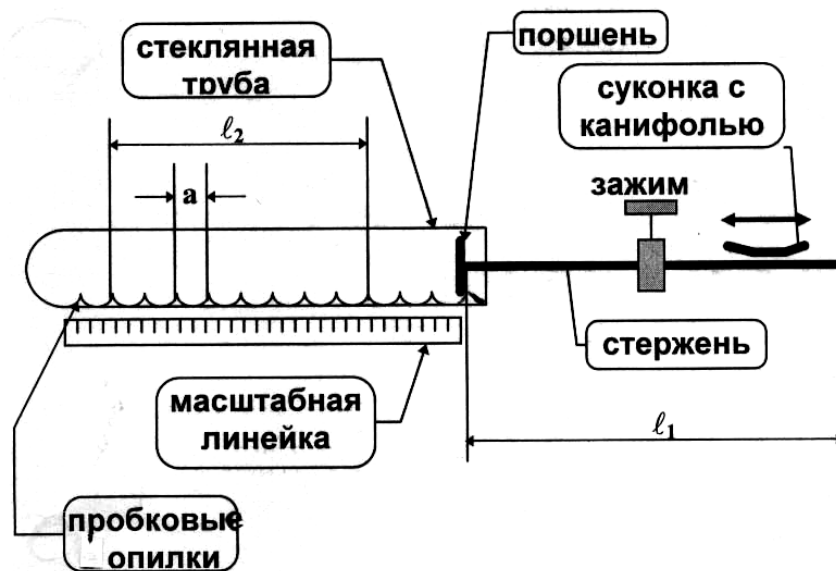 стеклянная
труба
поршень
суконка с
канифолью
ℓ₂
a
зажим
стержень
масштабная
линейка
ℓ₁
пробковые
опилки